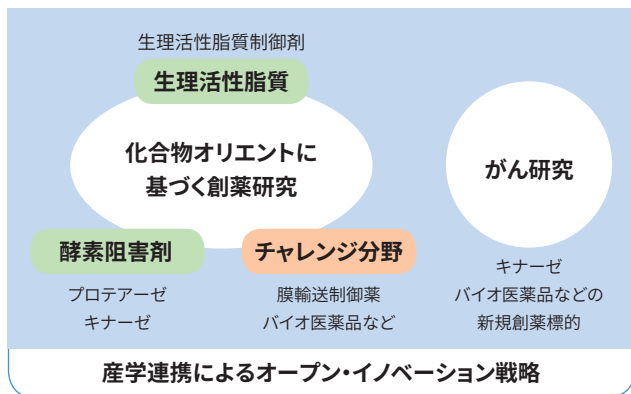 生理活性脂質制御剤
生理活性脂質
化合物オリエントに
基づく創薬研究
がん研究
酵素阻害剤
チャレンジ分野
プロテアーゼ
キナーゼ
膜輸送制御薬
バイオ医薬品など
キナーゼ
バイオ医薬品などの
新規創薬標的
産学連携によるオープン・イノベーション戦略